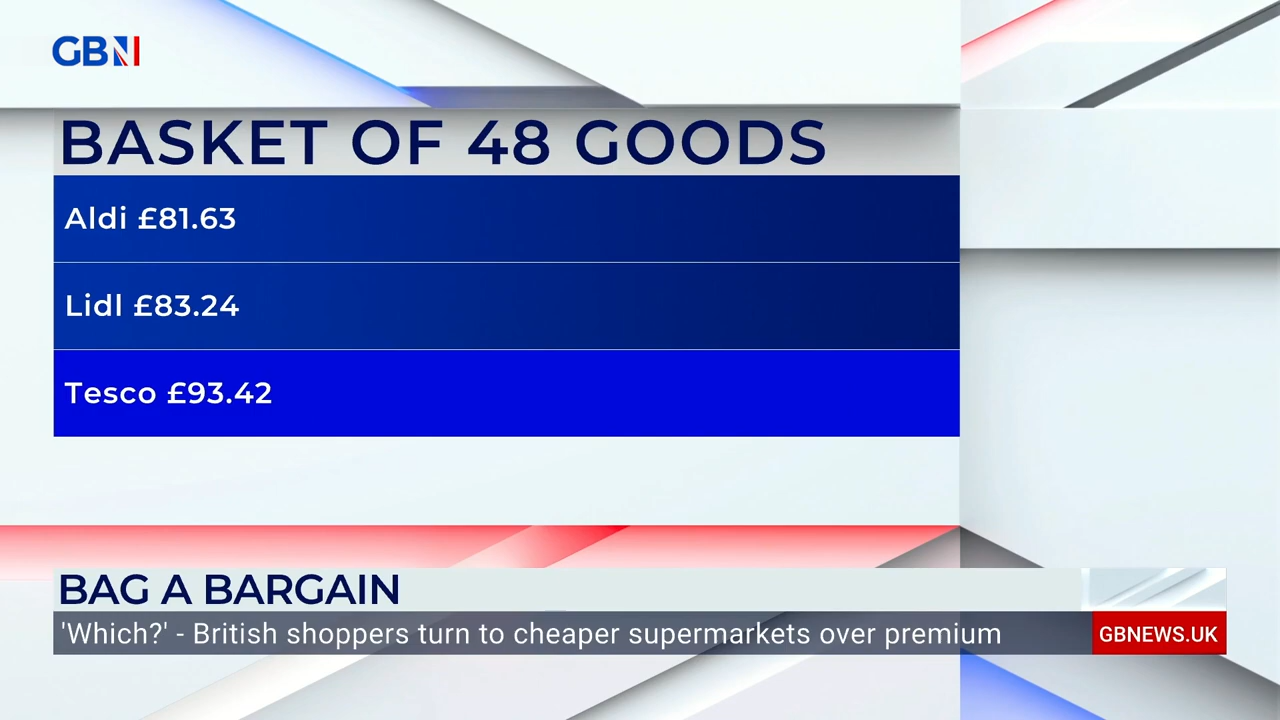 GBN
BASKET OF 48 GOODS
Aldi £81.63
Lidl £83.24
Tesco £93.42
BAG A BARGAIN
'Which?' - British shoppers turn to cheaper supermarkets over premium
GBNEWS.UK